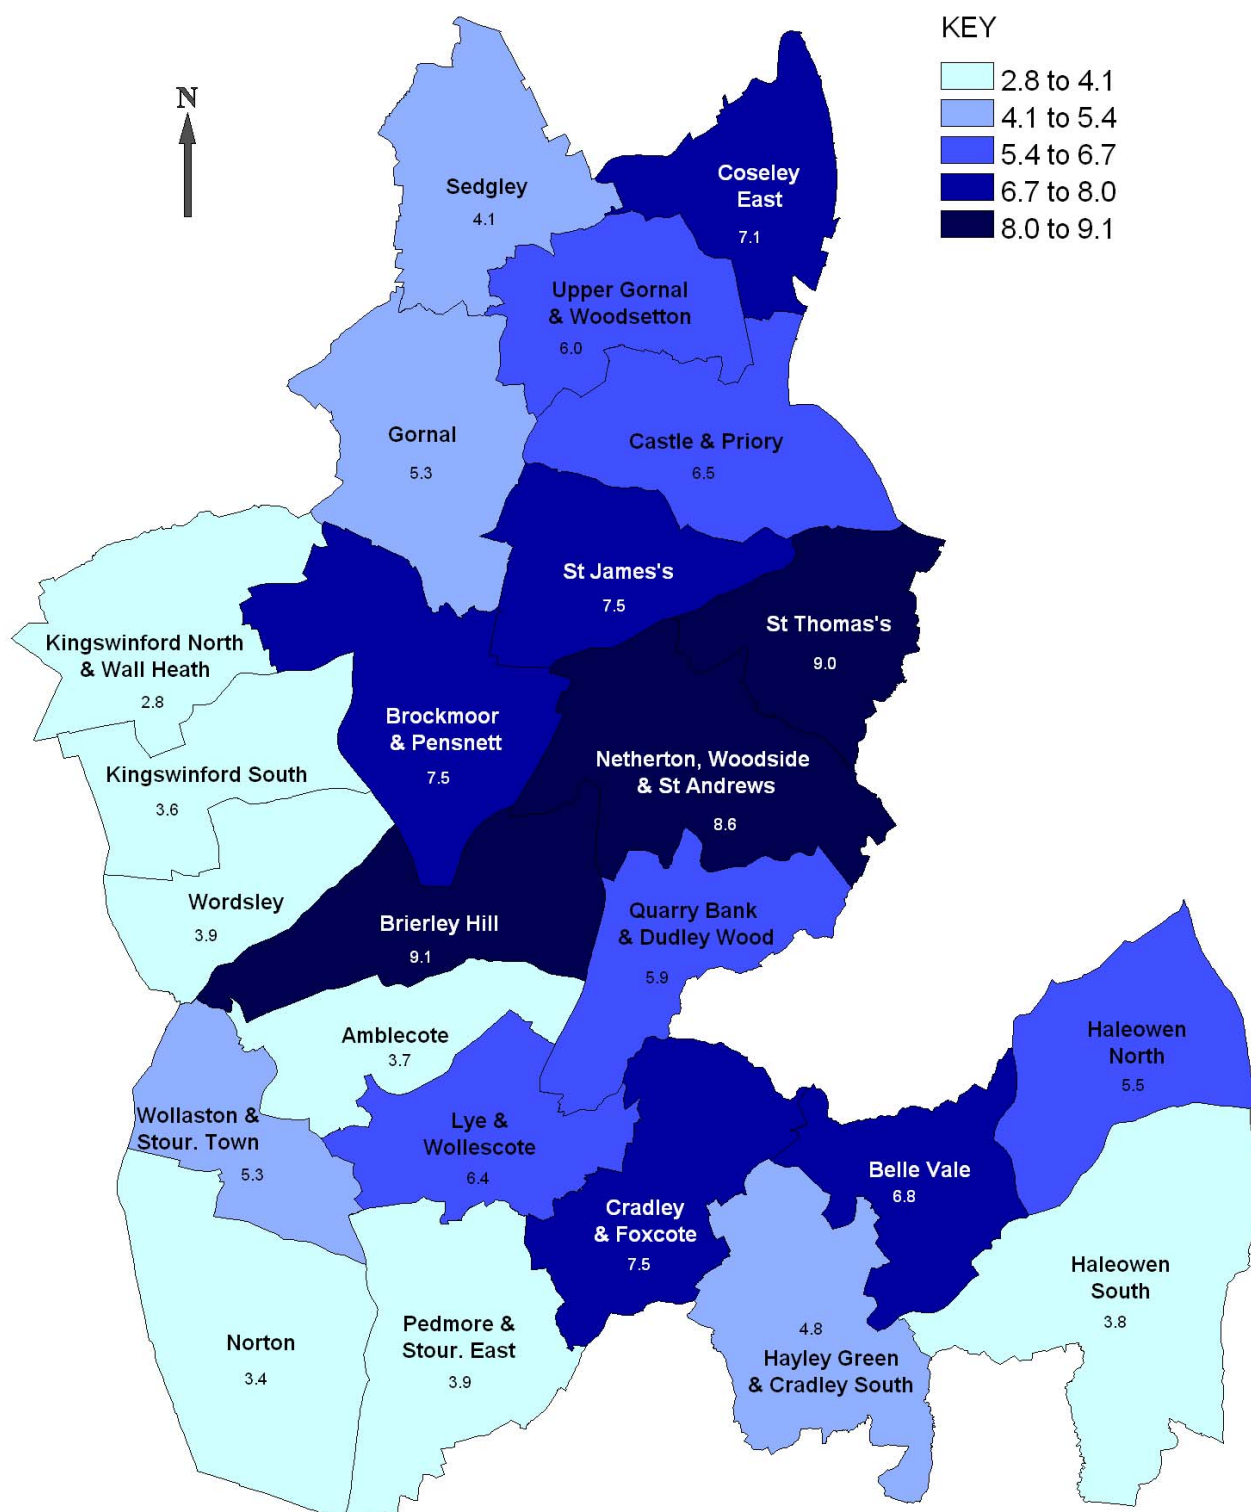 KEY
2.8 to 4.1
4.1 to 5.4
5.4 to 6.7
6.7 to 8.0
8.0 to 9.1
N
Sedgley
4.1
Coseley
East
7.1
Upper Gornal
& Woodsetton
6.0
Gornal
5.3
Castle & Priory
6.5
St James's
7.5
St Thomas's
9.0
Kingswinford North
& Wall Heath
2.8
Brockmoor
& Pensnett
7.5
Kingswinford South
3.6
Netherton, Woodside
& St Andrews
8.6
Wordsley
3.9
Brierley Hill
9.1
Quarry Bank
& Dudley Wood
5.9
Amblecote
3.7
Haleowen
North
5.5
Wollaston &
Stour. Town
5.3
Lye &
Wollescote
6.4
Belle Vale
6.8
Cradley
& Foxcote
7.5
Haleowen
South
3.8
Norton
3.4
Pedmore &
Stour. East
3.9
4.8
Hayley Green
& Cradley South